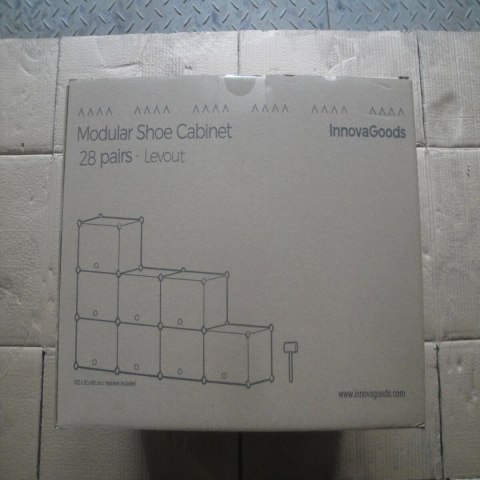 Modular Shoe Cabinet
InnovaGoods
28 pairs · Levout
www.innovagoods.com